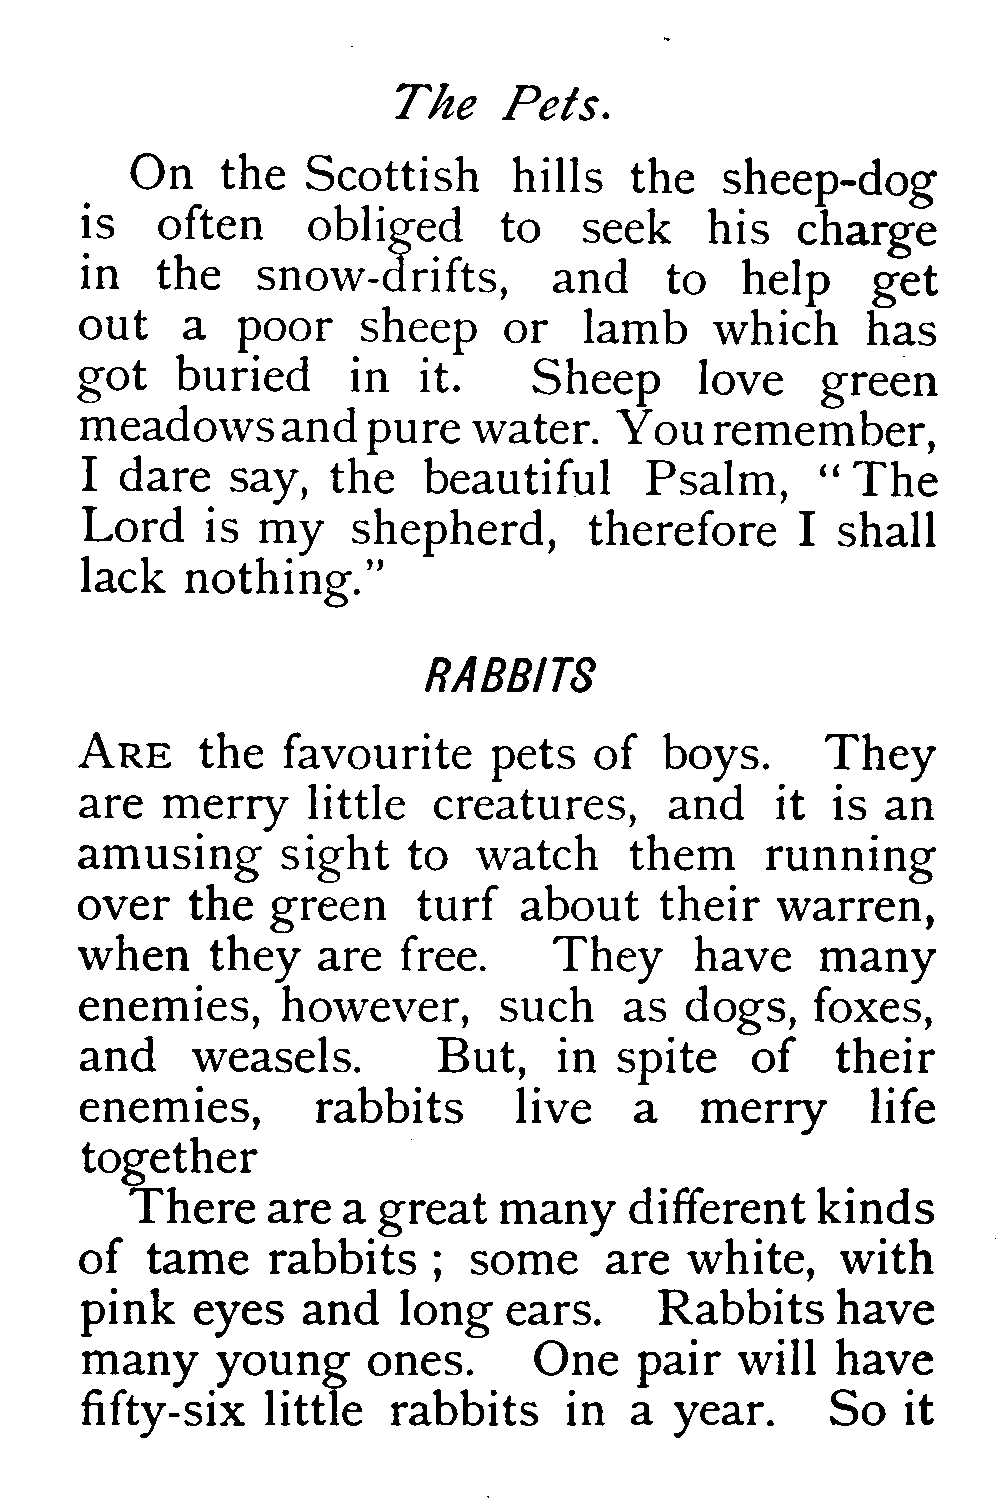 The Pets.
On the Scottish hills the sheep-dog
is often obliged to seek his charge
in the snow-drifts, and to help get
out a poor sheep or lamb which has
got buried in it. Sheep love green
meadows and pure water. You remember,
I dare say, the beautiful Psalm, “The
Lord is my shepherd, therefore I shall
lack nothing.”
RABBITS
ARE the favourite pets of boys. They
are merry little creatures, and it is an
amusing sight to watch them running
over the green turf about their warren,
when they are free. They have many
enemies, however, such as dogs, foxes,
and weasels. But, in spite of their
enemies, rabbits live a merry life
together
There are a great many different kinds
of tame rabbits ; some are white, with
pink eyes and long ears. Rabbits have
many young ones. One pair will have
fifty-six little rabbits in a year. So it